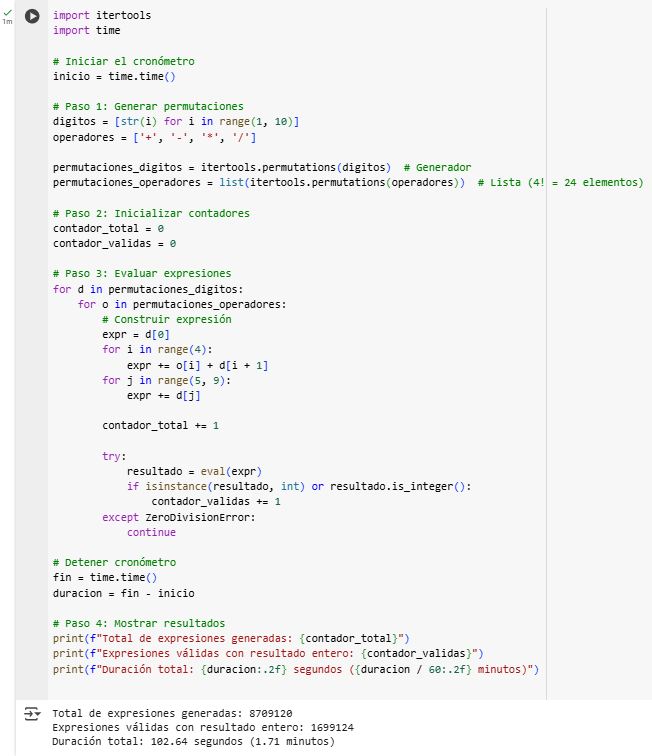 1m
import itertools
import time
# Iniciar el cronómetro
inicio = time.time()
# Paso 1: Generar permutaciones
digitos = [str(i) for i in range(1, 10)]
operadores = ['+', '-', '*', '/']
permutaciones_digitos = itertools.permutations(digitos)  # Generador
permutaciones_operadores = list(itertools.permutations(operadores))  # Lista (4! = 24 elementos)
# Paso 2: Inicializar contadores
contador_total = 0
contador_validas = 0
# Paso 3: Evaluar expresiones
for d in permutaciones_digitos:
    for o in permutaciones_operadores:
        # Construir expresión
        expr = d[0]
        for i in range(4):
            expr += o[i] + d[i + 1]
        for j in range(5, 9):
            expr += d[j]
        contador_total += 1
        try:
            resultado = eval(expr)
            if isinstance(resultado, int) or resultado.is_integer():
                contador_validas += 1
        except ZeroDivisionError:
            continue
# Detener cronómetro
fin = time.time()
duracion = fin - inicio
# Paso 4: Mostrar resultados
print(f"Total de expresiones generadas: {contador_total}")
print(f"Expresiones válidas con resultado entero: {contador_validas}")
print(f"Duración total: {duracion:.2f} segundos ({duracion / 60:.2f} minutos)")
Total de expresiones generadas: 8709120
Expresiones válidas con resultado entero: 1699124
Duración total: 102.64 segundos (1.71 minutos)